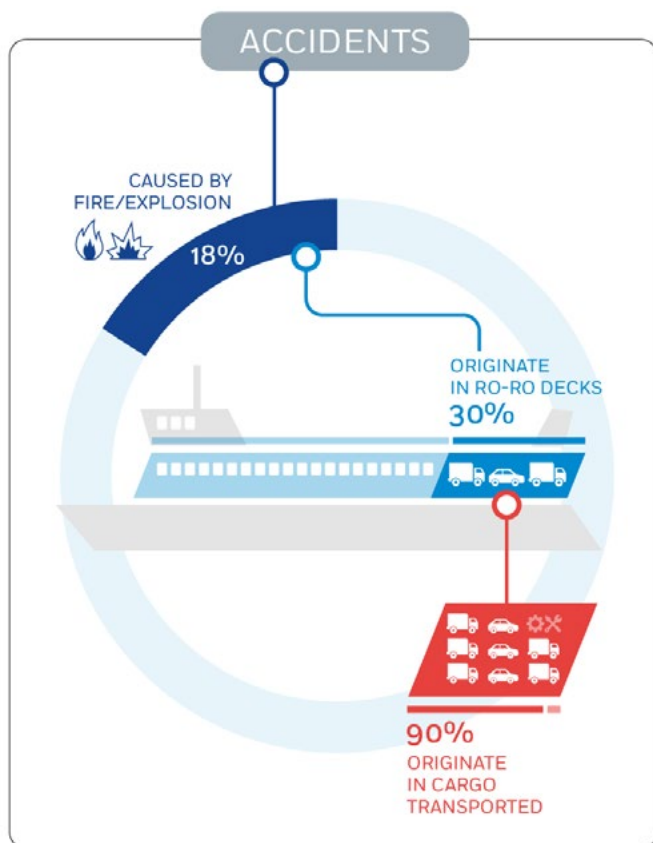 ACCIDENTS
CAUSED BY
FIRE/EXPLOSION
18%
ORIGINATE
IN RO-RO DECKS
30%
90%
ORIGINATE
IN CARGO
TRANSPORTED